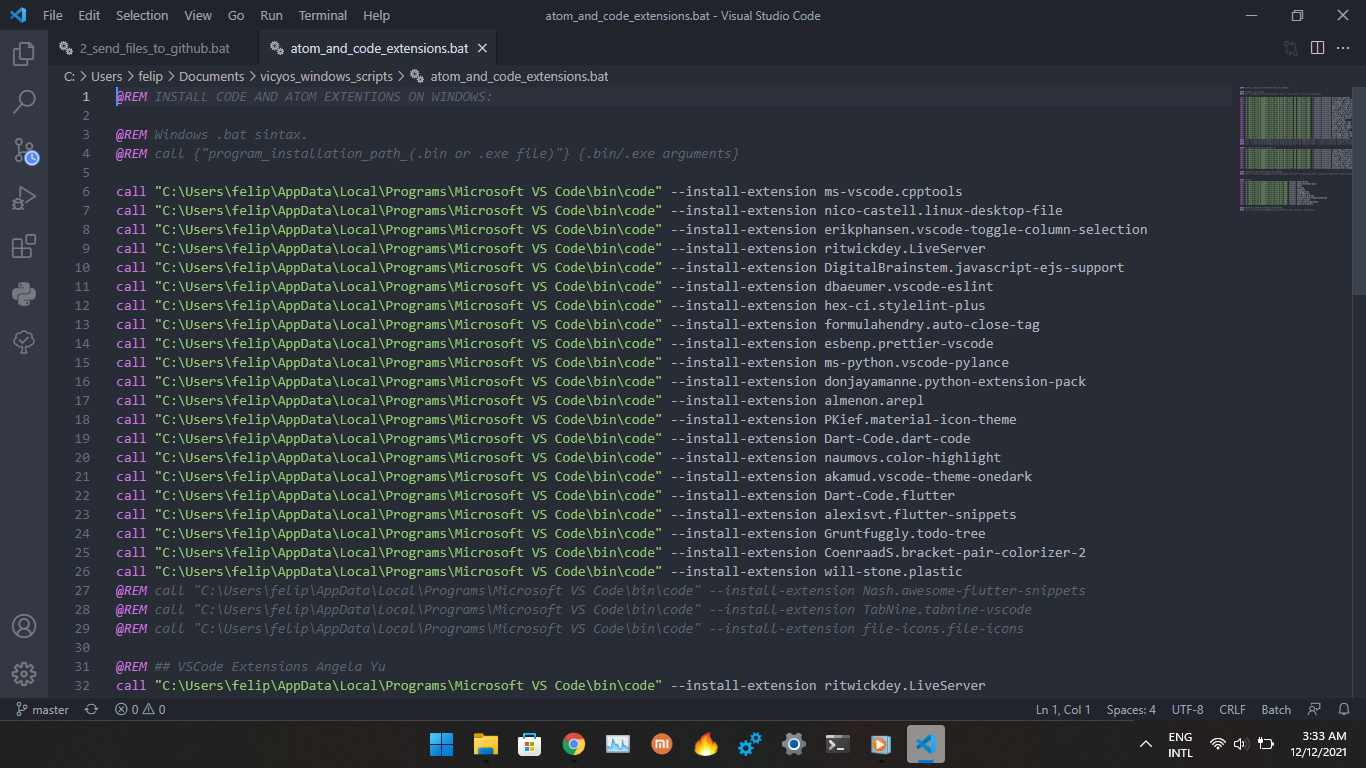 File Edit Selection View Go Run Terminal Help atom_and_code_extensions.bat - Visual Studio Code
2_send_files_to_github.bat atom_and_code_extensions.bat
C: > Users > felip > Documents > vicyos_windows_scripts > atom_and_code_extensions.bat
1 @REM INSTALL CODE AND ATOM EXTENTIONS ON WINDOWS:
2
3 @REM Windows .bat sintax.
4 @REM call {"program_installation_path_(.bin or .exe file)"} {.bin/.exe arguments}
5
6 call "C:\Users\felip\AppData\Local\Programs\Microsoft VS Code\bin\code" --install-extension ms-vscode.cpptools
7 call "C:\Users\felip\AppData\Local\Programs\Microsoft VS Code\bin\code" --install-extension nico-castell.linux-desktop-file
8 call "C:\Users\felip\AppData\Local\Programs\Microsoft VS Code\bin\code" --install-extension erikphansen.vscode-toggle-column-selection
9 call "C:\Users\felip\AppData\Local\Programs\Microsoft VS Code\bin\code" --install-extension ritwickdey.LiveServer
10 call "C:\Users\felip\AppData\Local\Programs\Microsoft VS Code\bin\code" --install-extension DigitalBrainstem.javascript-ejs-support
11 call "C:\Users\felip\AppData\Local\Programs\Microsoft VS Code\bin\code" --install-extension dbaeumer.vscode-eslint
12 call "C:\Users\felip\AppData\Local\Programs\Microsoft VS Code\bin\code" --install-extension hex-ci.stylelint-plus
13 call "C:\Users\felip\AppData\Local\Programs\Microsoft VS Code\bin\code" --install-extension formulahendry.auto-close-tag
14 call "C:\Users\felip\AppData\Local\Programs\Microsoft VS Code\bin\code" --install-extension esbenp.prettier-vscode
15 call "C:\Users\felip\AppData\Local\Programs\Microsoft VS Code\bin\code" --install-extension ms-python.vscode-pylance
16 call "C:\Users\felip\AppData\Local\Programs\Microsoft VS Code\bin\code" --install-extension donjayamanne.python-extension-pack
17 call "C:\Users\felip\AppData\Local\Programs\Microsoft VS Code\bin\code" --install-extension almenon.arepl
18 call "C:\Users\felip\AppData\Local\Programs\Microsoft VS Code\bin\code" --install-extension PKief.material-icon-theme
19 call "C:\Users\felip\AppData\Local\Programs\Microsoft VS Code\bin\code" --install-extension Dart-Code.dart-code
20 call "C:\Users\felip\AppData\Local\Programs\Microsoft VS Code\bin\code" --install-extension naumovs.color-highlight
21 call "C:\Users\felip\AppData\Local\Programs\Microsoft VS Code\bin\code" --install-extension akamud.vscode-theme-onedark
22 call "C:\Users\felip\AppData\Local\Programs\Microsoft VS Code\bin\code" --install-extension Dart-Code.flutter
23 call "C:\Users\felip\AppData\Local\Programs\Microsoft VS Code\bin\code" --install-extension alexisvt.flutter-snippets
24 call "C:\Users\felip\AppData\Local\Programs\Microsoft VS Code\bin\code" --install-extension Gruntfuggly.todo-tree
25 call "C:\Users\felip\AppData\Local\Programs\Microsoft VS Code\bin\code" --install-extension CoenraadS.bracket-pair-colorizer-2
26 call "C:\Users\felip\AppData\Local\Programs\Microsoft VS Code\bin\code" --install-extension will-stone.plastic
27 @REM call "C:\Users\felip\AppData\Local\Programs\Microsoft VS Code\bin\code" --install-extension Nash.awesome-flutter-snippets
28 @REM call "C:\Users\felip\AppData\Local\Programs\Microsoft VS Code\bin\code" --install-extension TabNine.tabnine-vscode
29 @REM call "C:\Users\felip\AppData\Local\Programs\Microsoft VS Code\bin\code" --install-extension file-icons.file-icons
30
31 @REM ## VSCode Extensions Angela Yu
32 call "C:\Users\felip\AppData\Local\Programs\Microsoft VS Code\bin\code" --install-extension ritwickdey.LiveServer
master 0 0 Ln 1, Col 1 Spaces: 4 UTF-8 CRLF Batch
mi ENG 3:33 AM
INTL 12/12/2021